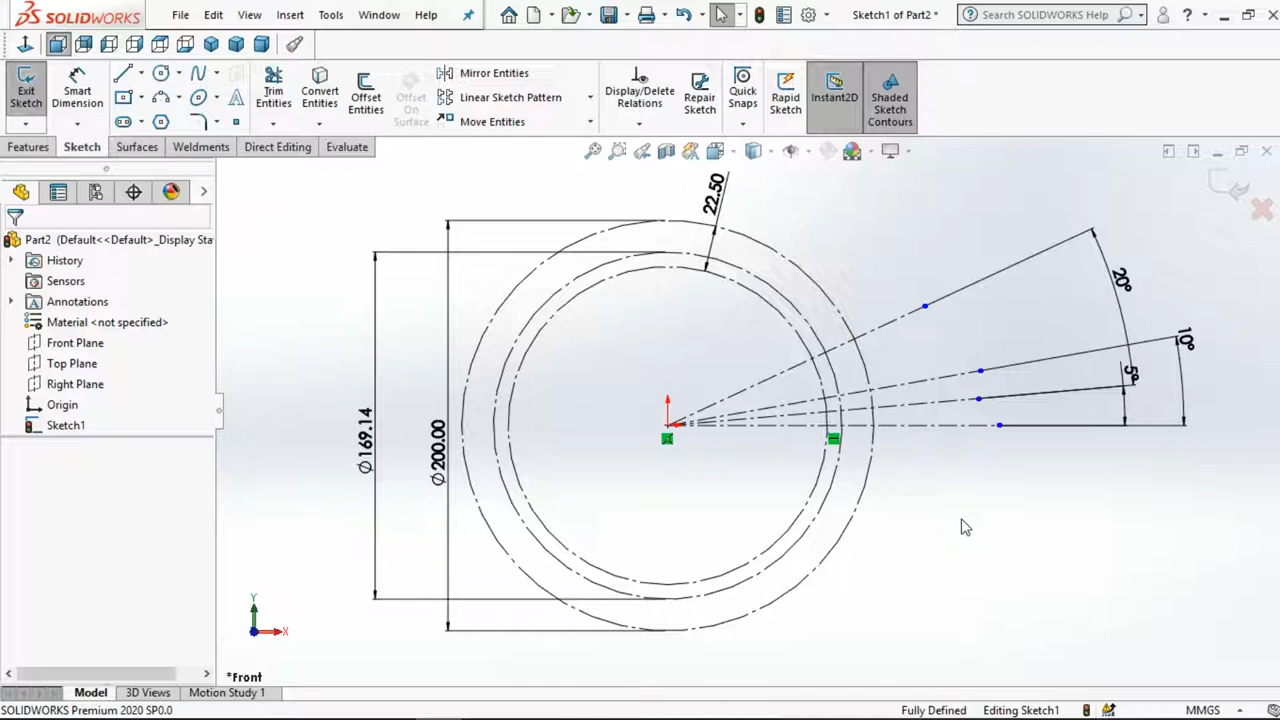 SOLIDWORKS File Edit View Insert Tools Window Help Sketch1 of Part2 * Search SOLIDWORKS Help ?
Exit Sketch
Smart Dimension
Trim Entities
Convert Entities
Offset Entities
Offset On Surface
Mirror Entities
Linear Sketch Pattern
Move Entities
Display/Delete Relations
Repair Sketch
Quick Snaps
Rapid Sketch
Instant2D
Shaded Sketch Contours
Features Sketch Surfaces Weldments Direct Editing Evaluate
Part2 (Default<<Default>_Display Sta
History
Sensors
Annotations
Material <not specified>
Front Plane
Top Plane
Right Plane
Origin
Sketch1
22.50
20°
10°
5°
∅169.14
∅200.00
Y
X
*Front
Model 3D Views Motion Study 1
SOLIDWORKS Premium 2020 SP0.0 Fully Defined Editing Sketch1 MMGS